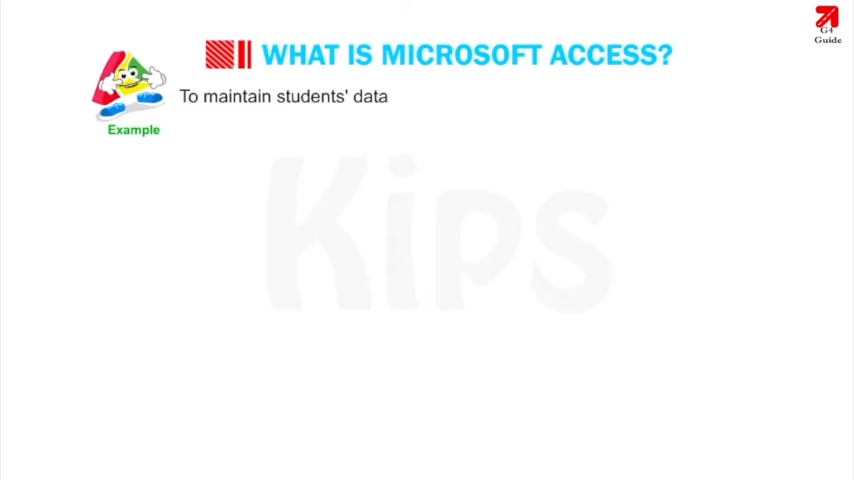 G4
Guide
WHAT IS MICROSOFT ACCESS?
To maintain students' data
Example
Kips